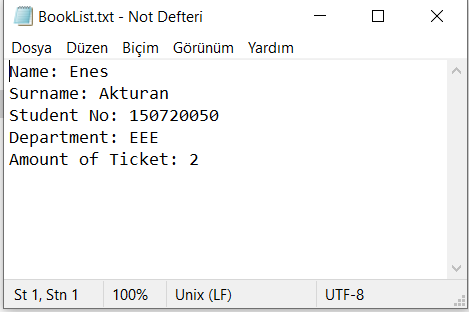 BookList.txt - Not Defteri
Dosya Düzen Biçim Görünüm Yardım
Name: Enes
Surname: Akturan
Student No: 150720050
Department: EEE
Amount of Ticket: 2
St 1, Stn 1 100% Unix (LF) UTF-8